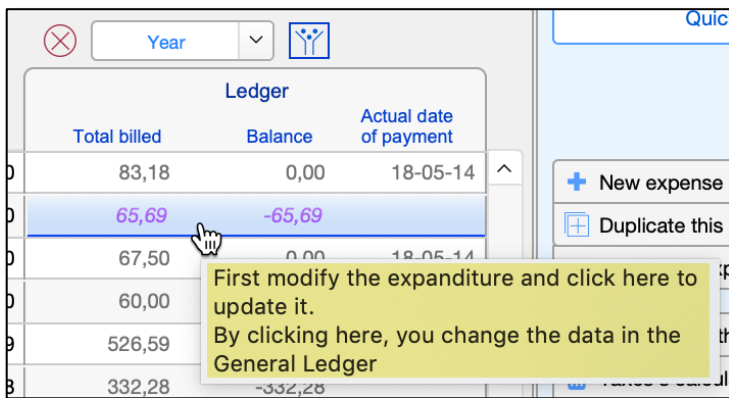 Quic
Year
Ledger
Total billed Balance Actual date of payment
83,18 0,00 18-05-14
65,69 -65,69
67,50 0,00 18-05-14
60,00
526,59
332,28 -332,28
First modify the expanditure and click here to
update it.
By clicking here, you change the data in the
General Ledger
New expense
Duplicate this